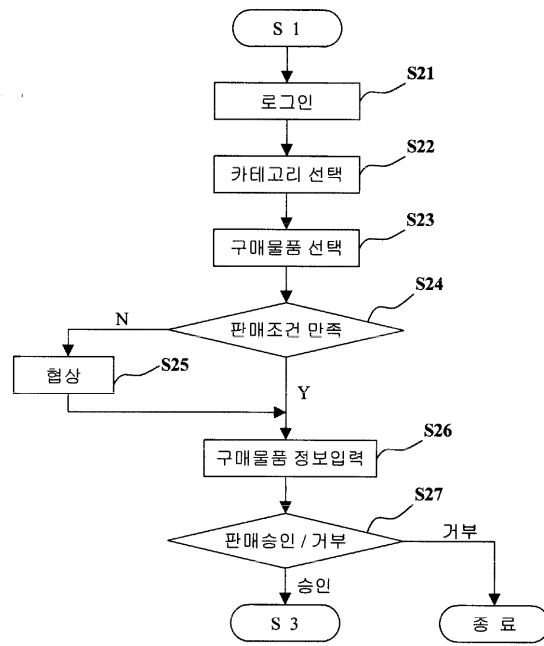 S 1
S21
로그인
S22
카테고리 선택
S23
구매물품 선택
S24
판매조건 만족
N
S25
협상
Y
S26
구매물품 정보입력
S27
판매승인 / 거부
거부
승인
S 3
종 료